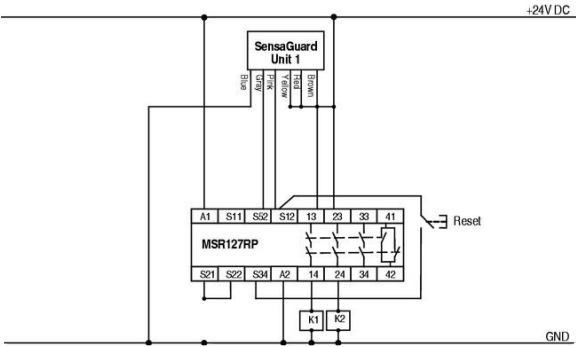 +24V DC
SensaGuard
Unit 1
Blue
Gray
Pink
Yellow
Red
Brown
A1 S11 S52 S12 13 23 33 41
Reset
MSR127RP
S21 S22 S34 A2 14 24 34 42
K1 K2
GND